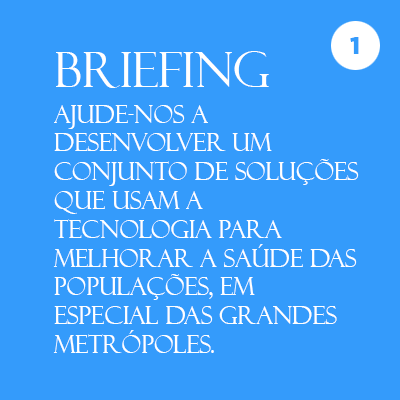 1
BRIEFING
AJUDE-NOS A
DESENVOLVER UM
CONJUNTO DE SOLUÇÕES
QUE USAM A
TECNOLOGIA PARA
MELHORAR A SAÚDE DAS
POPULAÇÕES, EM
ESPECIAL DAS GRANDES
METRÓPOLES.